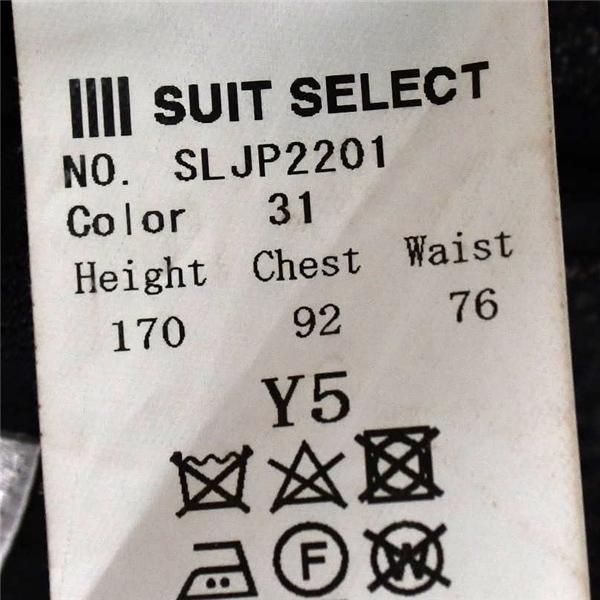 SUIT SELECT
NO. SLJP2201
Color 31
Height Chest Waist
170 92 76
Y5
F W